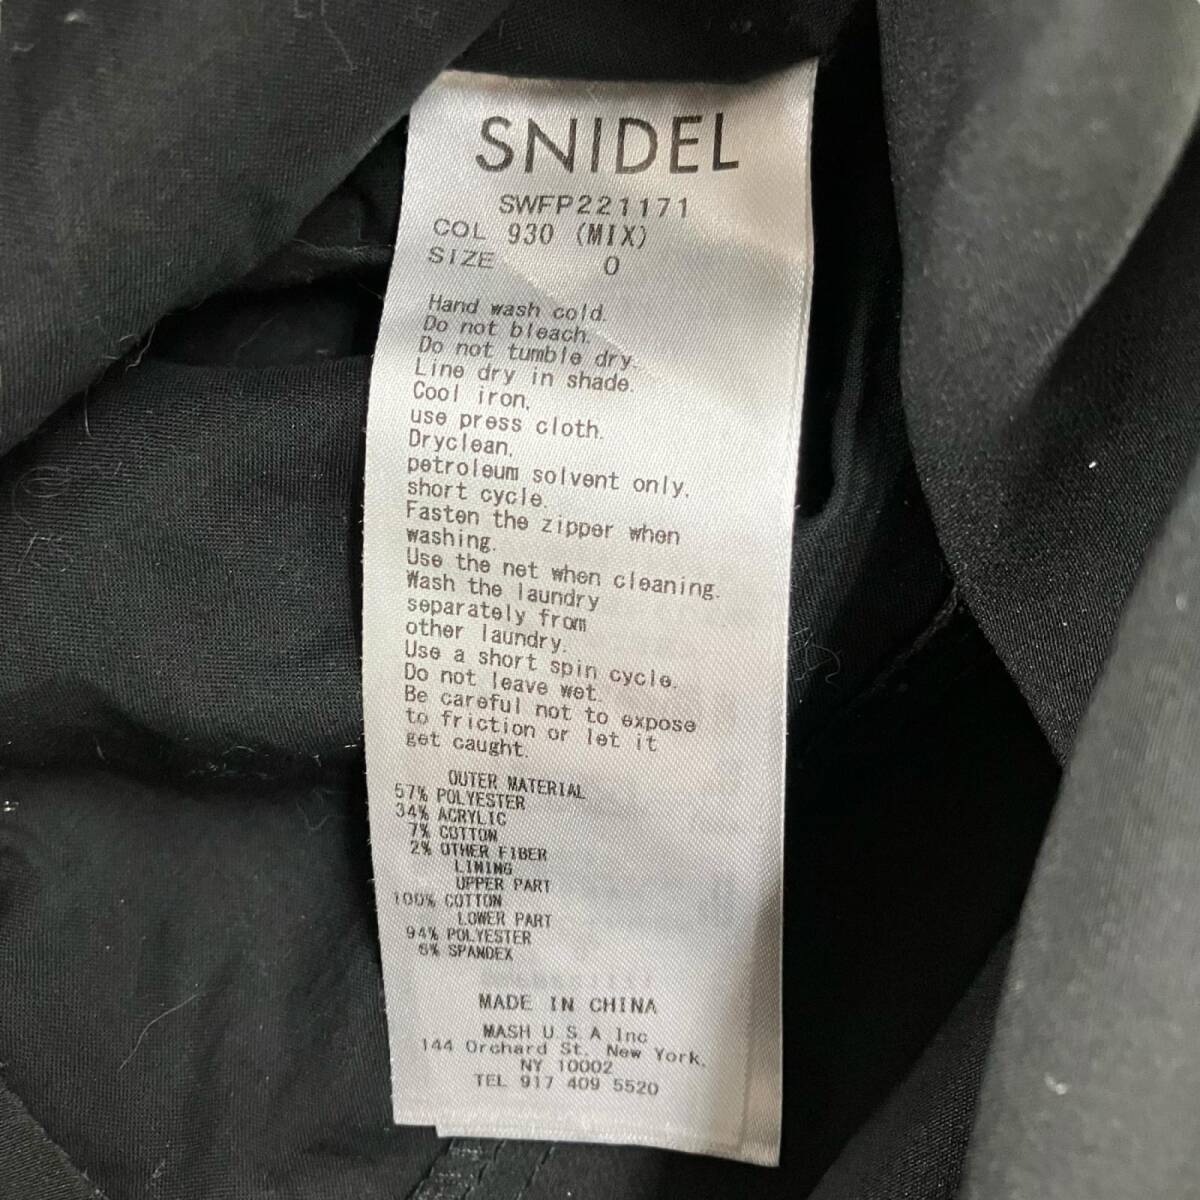 SNIDEL
SWFP221171
COL 930 (MIX)
SIZE 0
Hand wash cold.
Do not bleach.
Do not tumble dry.
Line dry in shade.
Cool iron,
use press cloth.
Dryclean,
petroleum solvent only,
short cycle.
Fasten the zipper when
washing.
Use the net when cleaning.
Wash the laundry
separately from
other laundry.
Use a short spin cycle.
Do not leave wet.
Be careful not to expose
to friction or let it
get caught.
OUTER MATERIAL
57% POLYESTER
34% ACRYLIC
7% COTTON
2% OTHER FIBER
LINING
UPPER PART
100% COTTON
LOWER PART
94% POLYESTER
6% SPANDEX
MADE IN CHINA
MASH U.S.A Inc
144 Orchard St. New York,
NY 10002
TEL 917 409 5520